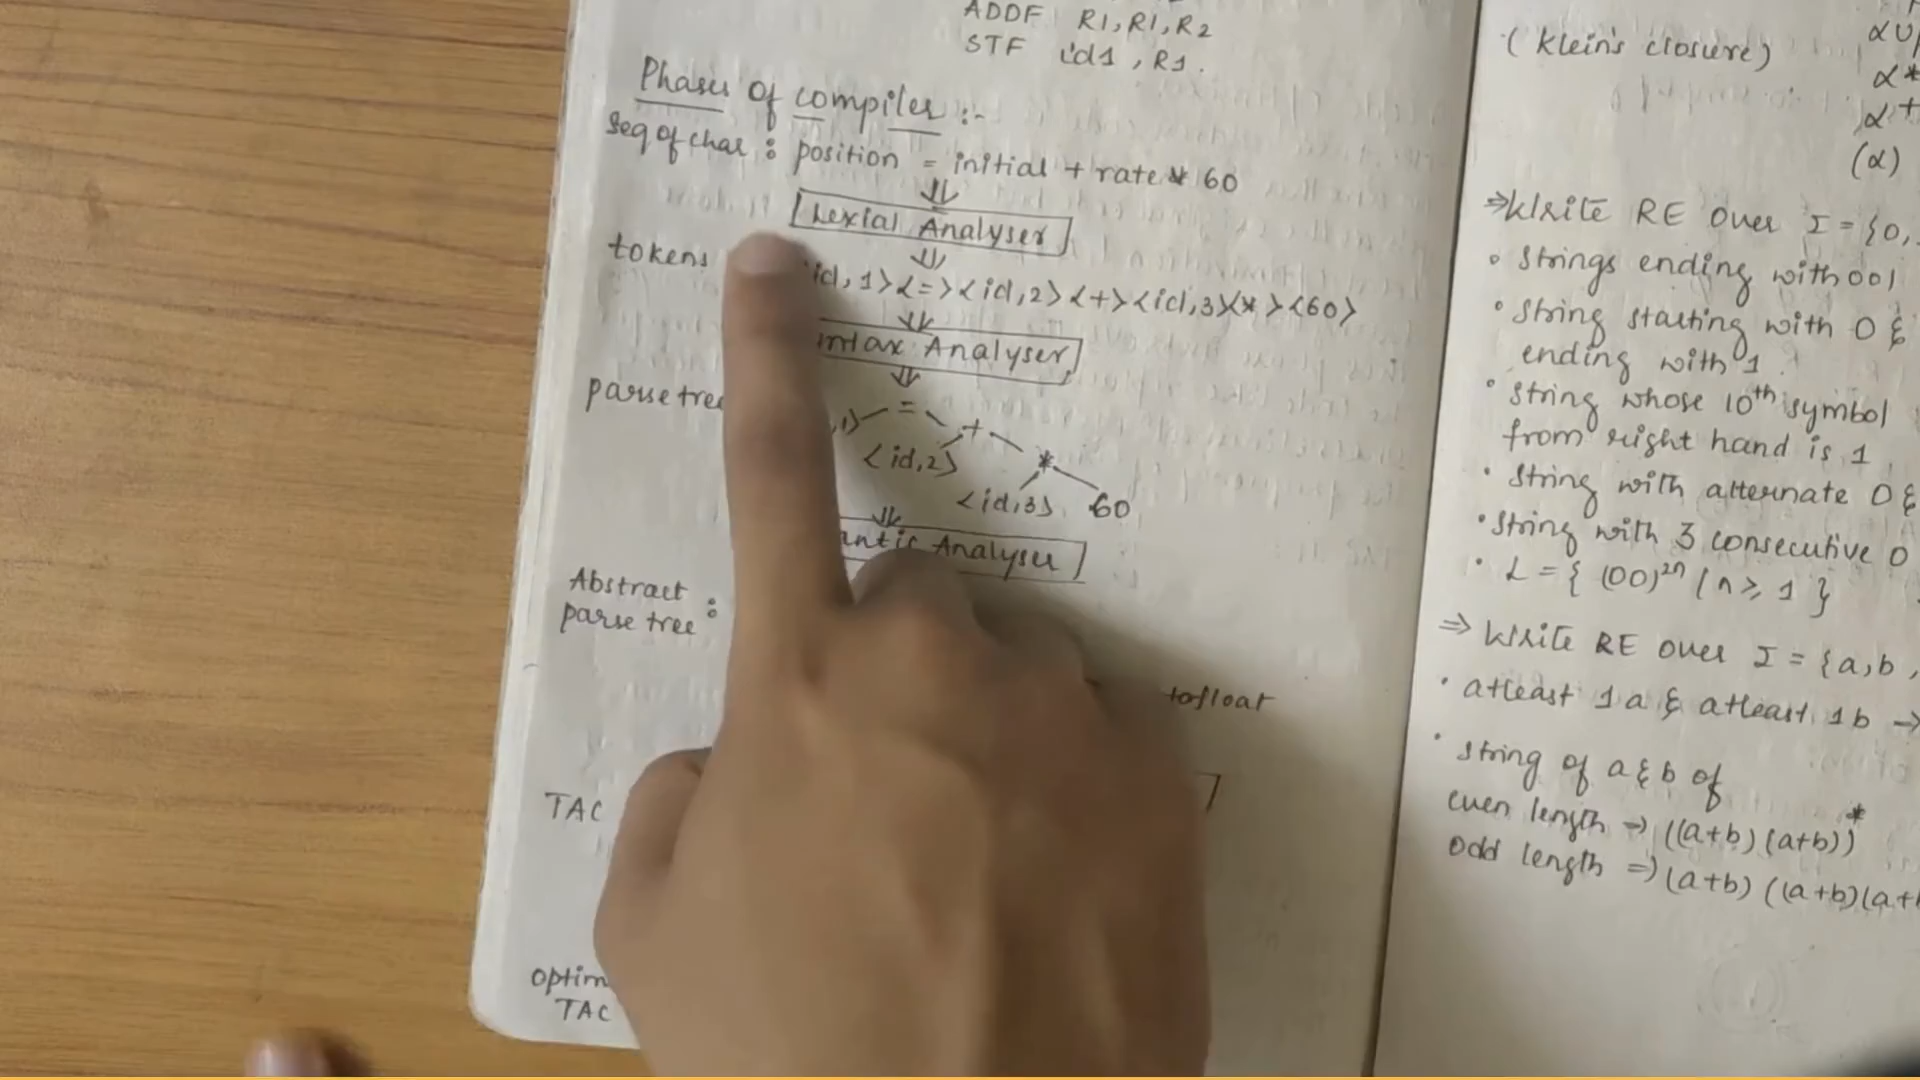 ADDF R1, R1, R2
STF id1, R1.
Phases Of compiler :-
seq of char : position = initial + rate * 60
Lexial Analyser
tokens id,1> <=> <id,2> <+> <id,3> <*> <60>
Analyser
parse tree
=
+
<id,2>
*
<id,3> 60
Analyser
Abstract
parse tree :
tofloat
TAC
TAC
(Klein's closure)
α*
α+
(α)
⇒ Write RE over Σ = {0,
• Strings ending with 001
• String starting with 0 &
ending with 1.
• String whose 10th symbol
from right hand is 1
• String with alternate 0 &
• String with 3 consecutive 0
• L = { (00)^2n | n ≥ 1 }
⇒ Write RE over Σ = {a, b,
• atleast 1 a & atleast 1 b →
• string of a & b of
even length → ((a+b) (a+b))*
odd length ⇒ (a+b) ((a+b)(a+